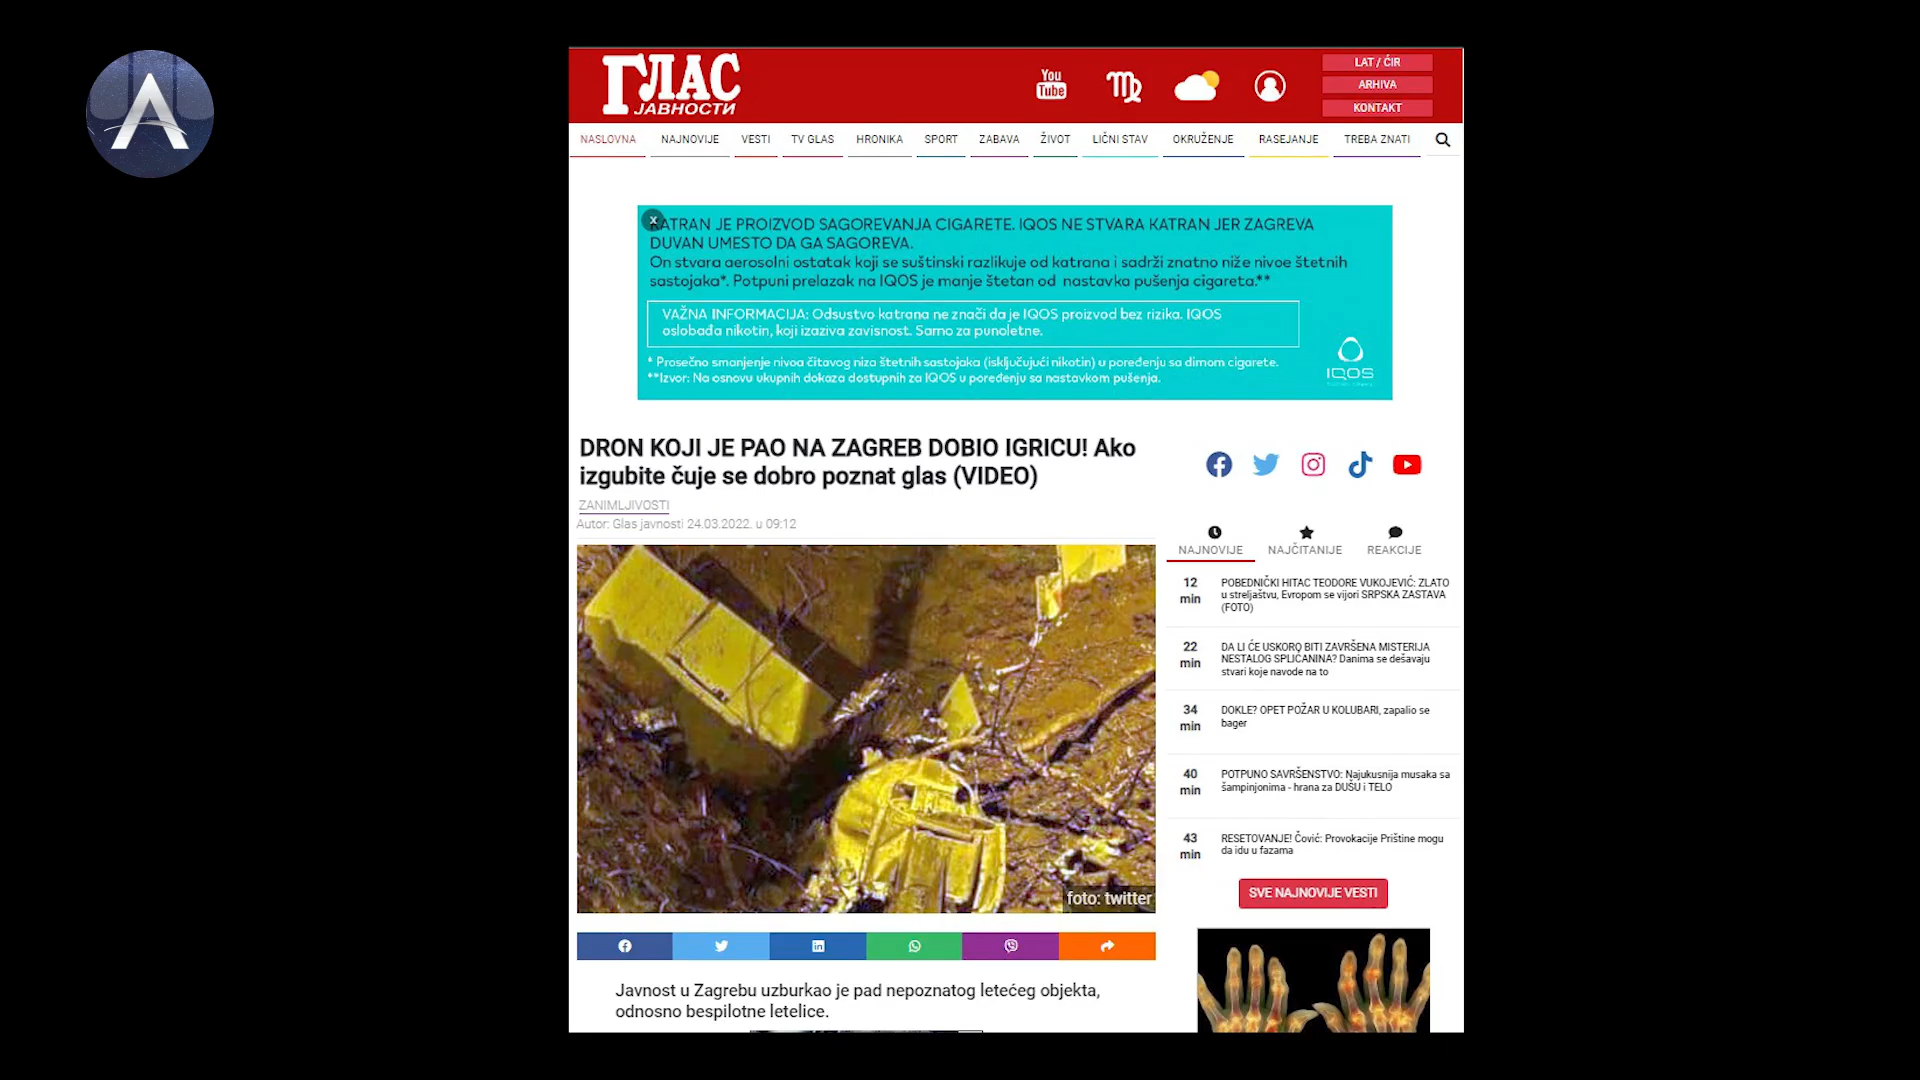 ГЛАС
ЈАВНОСТИ
You
Tube
LAT / ĆIR
ARHIVA
KONTAKT
NASLOVNA NAJNOVIJE VESTI TV GLAS HRONIKA SPORT ZABAVA ŽIVOT LIČNI STAV OKRUŽENJE RASEJANJE TREBA ZNATI
x
KATRAN JE PROIZVOD SAGOREVANJA CIGARETE. IQOS NE STVARA KATRAN JER ZAGREVA
DUVAN UMESTO DA GA SAGOREVA.
On stvara aerosolni ostatak koji se suštinski razlikuje od katrana i sadrži znatno niže nivoe štetnih
sastojaka*. Potpuni prelazak na IQOS je manje štetan od nastavka pušenja cigareta.**
VAŽNA INFORMACIJA: Odsustvo katrana ne znači da je IQOS proizvod bez rizika. IQOS
oslobađa nikotin, koji izaziva zavisnost. Samo za punoletne.
* Prosečno smanjenje nivoa čitavog niza štetnih sastojaka (isključujući nikotin) u poređenju sa dimom cigarete.
**Izvor: Na osnovu ukupnih dokaza dostupnih za IQOS u poređenju sa nastavkom pušenja.
IQOS
DRON KOJI JE PAO NA ZAGREB DOBIO IGRICU! Ako
izgubite čuje se dobro poznat glas (VIDEO)
ZANIMLJIVOSTI
Autor: Glas javnosti 24.03.2022. u 09:12
foto: twitter
Javnost u Zagrebu uzburkao je pad nepoznatog letećeg objekta,
odnosno bespilotne letelice.
NAJNOVIJE NAJČITANIJE REAKCIJE
12 min
POBEDNIČKI HITAC TEODORE VUKOJEVIĆ: ZLATO
u streljaštvu, Evropom se vijori SRPSKA ZASTAVA
(FOTO)
22 min
DA LI ĆE USKORO BITI ZAVRŠENA MISTERIJA
NESTALOG SPLIĆANINA? Danima se dešavaju
stvari koje navode na to
34 min
DOKLE? OPET POŽAR U KOLUBARI, zapalio se
bager
40 min
POTPUNO SAVRŠENSTVO: Najukusnija musaka sa
šampinjonima - hrana za DUŠU i TELO
43 min
RESETOVANJE! Čović: Provokacije Prištine mogu
da idu u fazama
SVE NAJNOVIJE VESTI